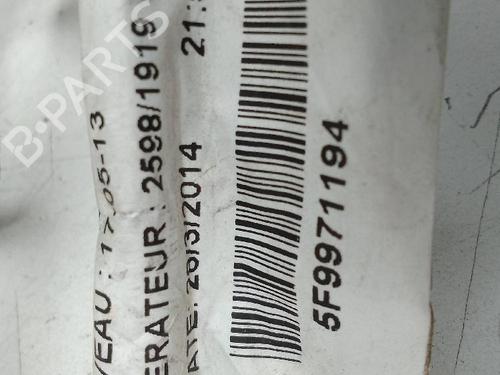 YEAU : 17-05-13
ERATEUR : 2598/1919
ATE: 26/3/2014 21:
5F9971194
B-PARTS